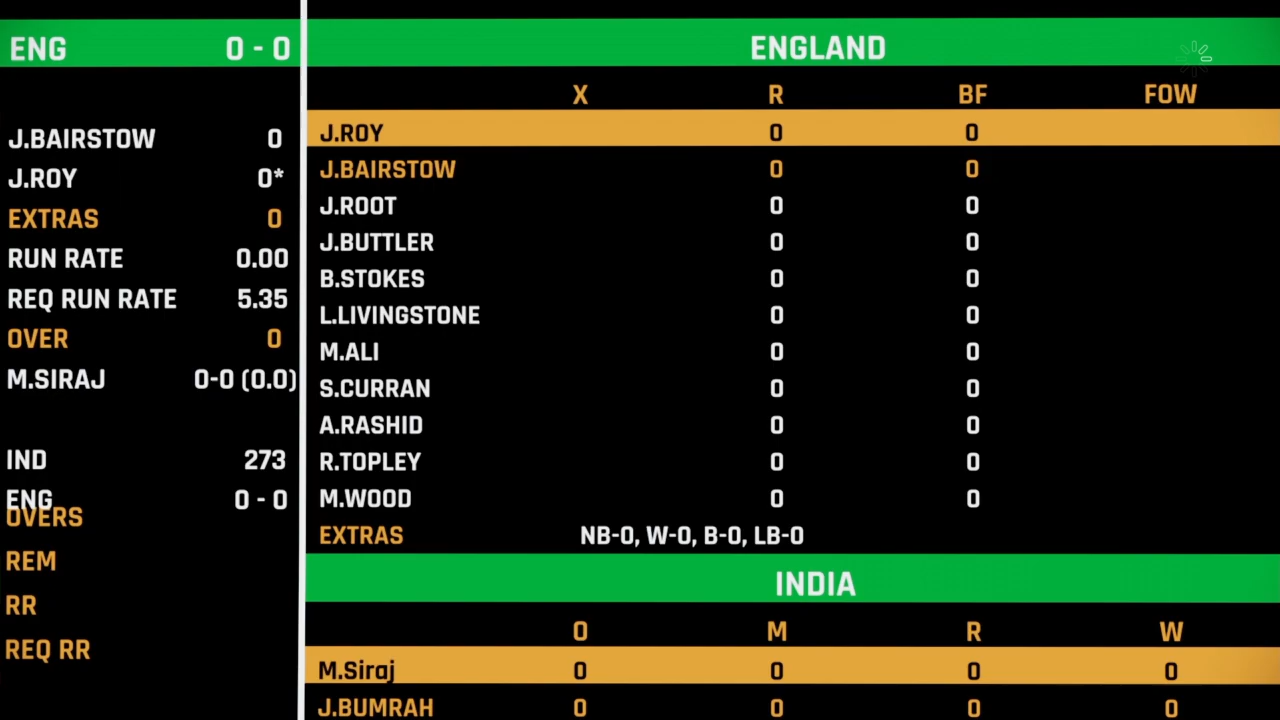 ENG 0 - 0
J.BAIRSTOW 0
J.ROY 0*
EXTRAS 0
RUN RATE 0.00
REQ RUN RATE 5.35
OVER 0
M.SIRAJ 0-0 (0.0)
IND 273
ENG 0 - 0
OVERS
REM
RR
REQ RR
ENGLAND
X R BF FOW
J.ROY 0 0
J.BAIRSTOW 0 0
J.ROOT 0 0
J.BUTTLER 0 0
B.STOKES 0 0
L.LIVINGSTONE 0 0
M.ALI 0 0
S.CURRAN 0 0
A.RASHID 0 0
R.TOPLEY 0 0
M.WOOD 0 0
EXTRAS NB-0, W-0, B-0, LB-0
INDIA
O M R W
M.Siraj 0 0 0 0
J.BUMRAH 0 0 0 0